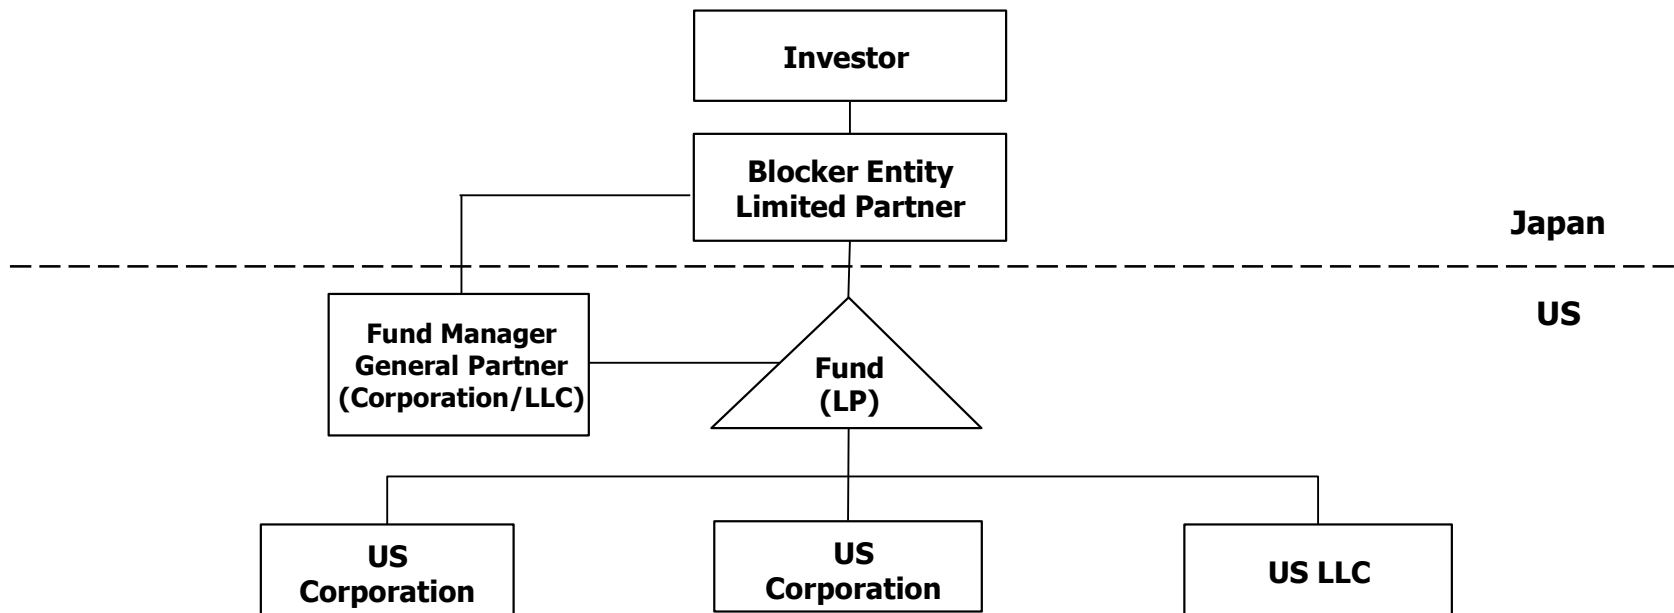 Investor
Blocker Entity
Limited Partner
Japan
US
Fund Manager
General Partner
(Corporation/LLC)
Fund
(LP)
US
Corporation
US
Corporation
US LLC